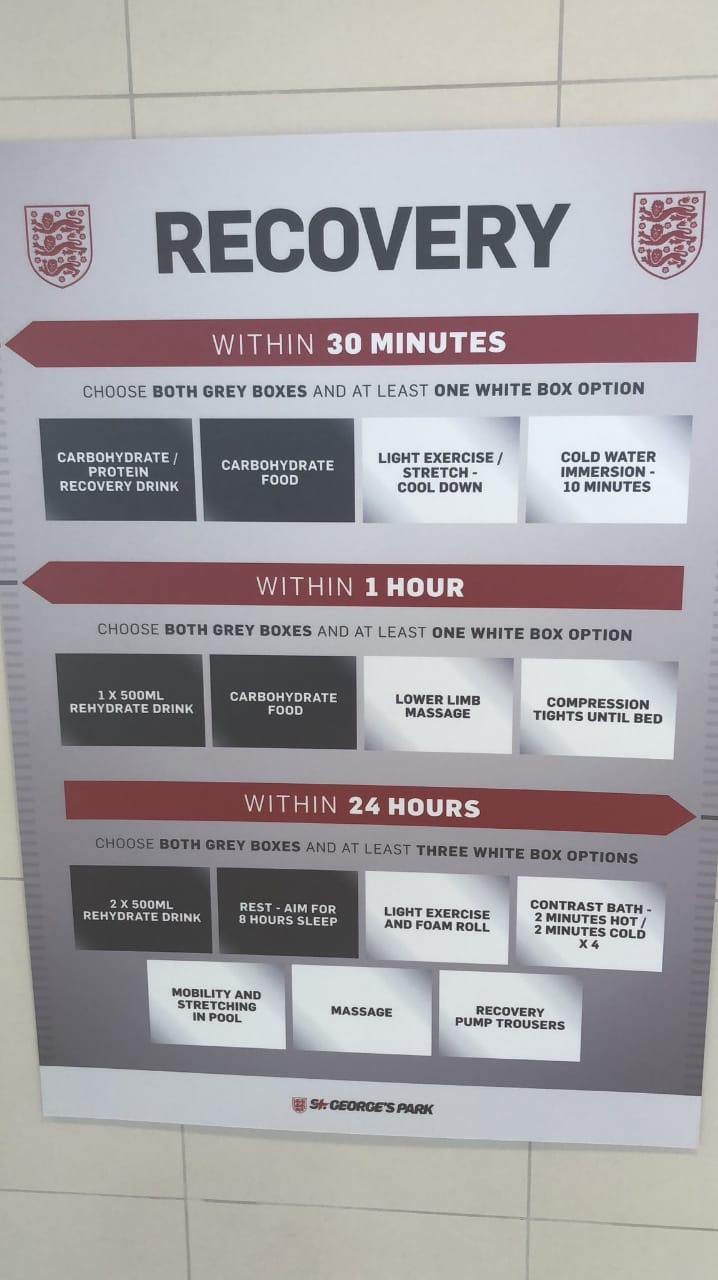 RECOVERY
WITHIN 30 MINUTES
CHOOSE BOTH GREY BOXES AND AT LEAST ONE WHITE BOX OPTION
CARBOHYDRATE /
PROTEIN
RECOVERY DRINK
CARBOHYDRATE
FOOD
LIGHT EXERCISE /
STRETCH -
COOL DOWN
COLD WATER
IMMERSION -
10 MINUTES
WITHIN 1 HOUR
CHOOSE BOTH GREY BOXES AND AT LEAST ONE WHITE BOX OPTION
1 X 500ML
REHYDRATE DRINK
CARBOHYDRATE
FOOD
LOWER LIMB
MASSAGE
COMPRESSION
TIGHTS UNTIL BED
WITHIN 24 HOURS
CHOOSE BOTH GREY BOXES AND AT LEAST THREE WHITE BOX OPTIONS
2 X 500ML
REHYDRATE DRINK
REST - AIM FOR
8 HOURS SLEEP
LIGHT EXERCISE
AND FOAM ROLL
CONTRAST BATH -
2 MINUTES HOT /
2 MINUTES COLD
X 4
MOBILITY AND
STRETCHING
IN POOL
MASSAGE
RECOVERY
PUMP TROUSERS
St. GEORGE'S PARK